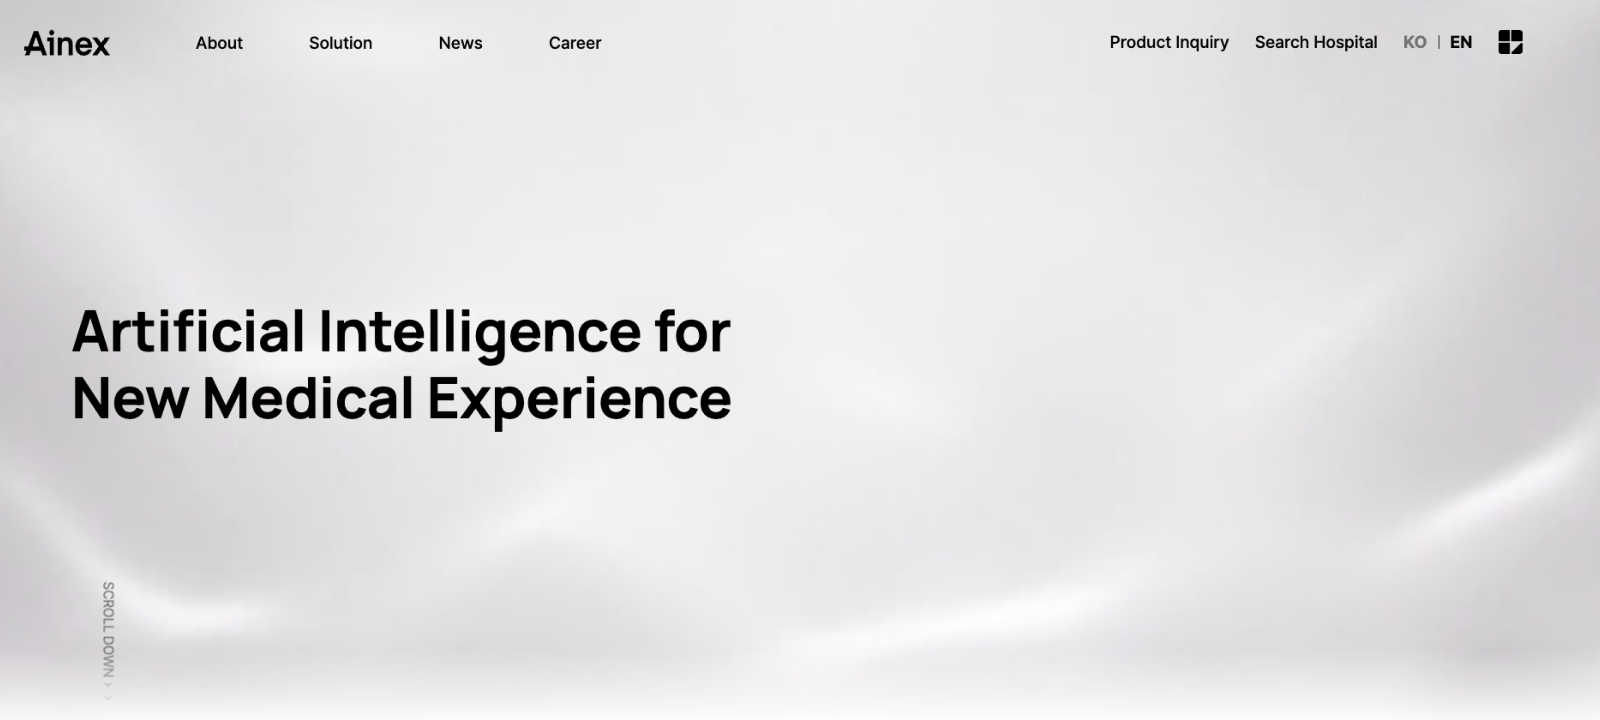 Ainex
About
Solution
News
Career
Product Inquiry
Search Hospital
KO | EN
Artificial Intelligence for
New Medical Experience
SCROLL DOWN